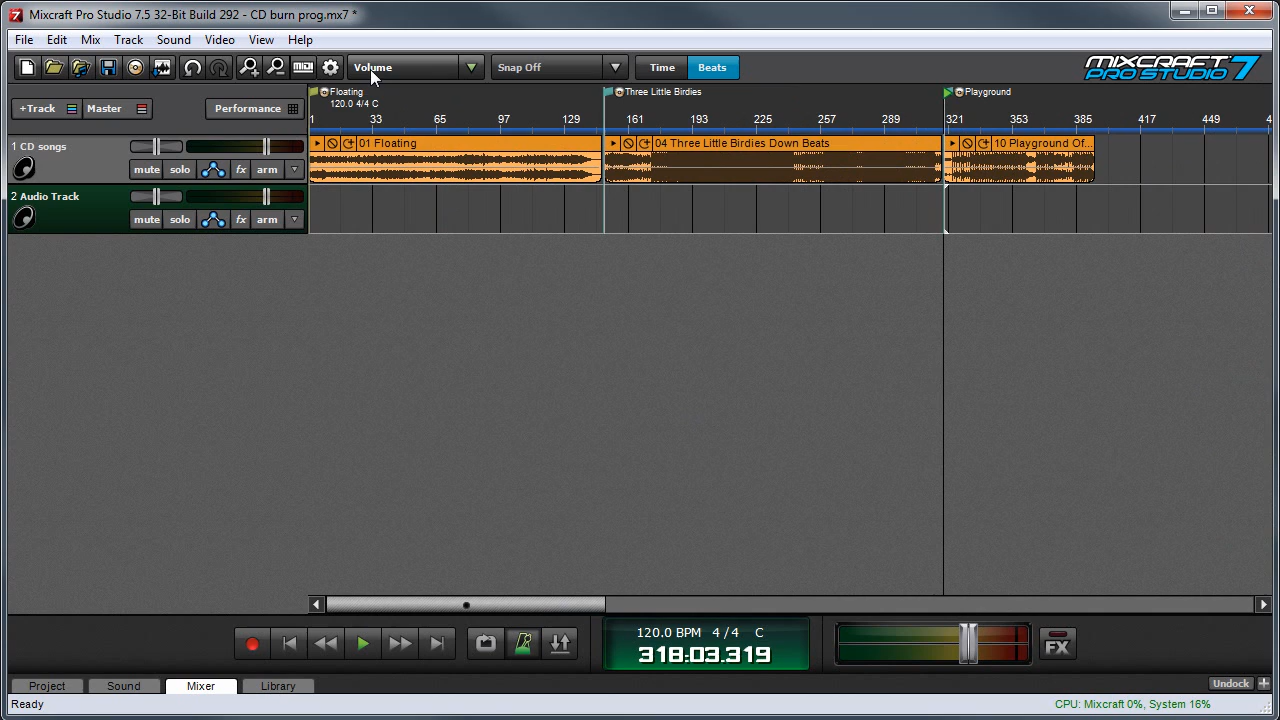 Mixcraft Pro Studio 7.5 32-Bit Build 292 - CD burn prog.mx7 *
File Edit Mix Track Sound Video View Help
Volume Snap Off Time Beats
MIXCRAFT PRO STUDIO 7
+Track Master Performance
Floating Three Little Birdies Playground
120.0 4/4 C
1 33 65 97 129 161 193 225 257 289 321 353 385 417 449 4
1 CD songs
01 Floating 04 Three Little Birdies Down Beats 10 Playground Of...
mute solo fx arm
2 Audio Track
mute solo fx arm
120.0 BPM 4 / 4 C
318:03.319
FX
Project Sound Mixer Library Undock
Ready CPU: Mixcraft 0%, System 16%